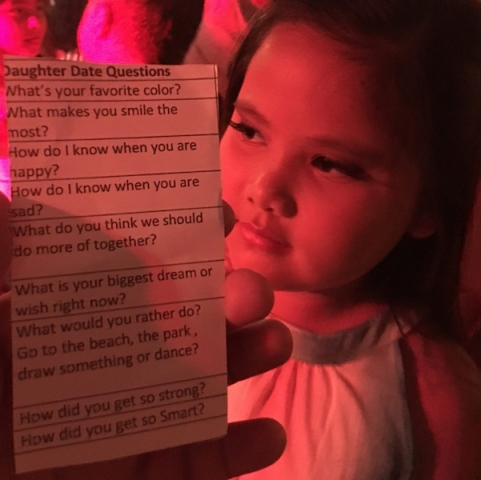 Daughter Date Questions
What's your favorite color?
What makes you smile the
most?
How do I know when you are
happy?
How do I know when you are
sad?
What do you think we should
do more of together?
What is your biggest dream or
wish right now?
What would you rather do?
Go to the beach, the park ,
draw something or dance?
How did you get so strong?
How did you get so Smart?